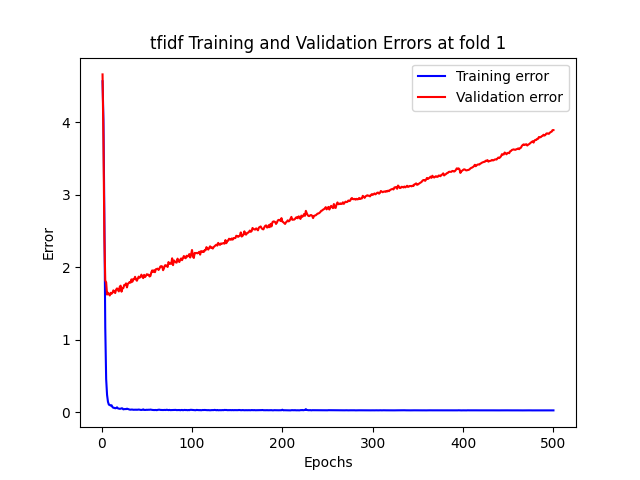 tfidf Training and Validation Errors at fold 1
Training error
Validation error
Error
4
3
2
1
0
0 100 200 300 400 500
Epochs